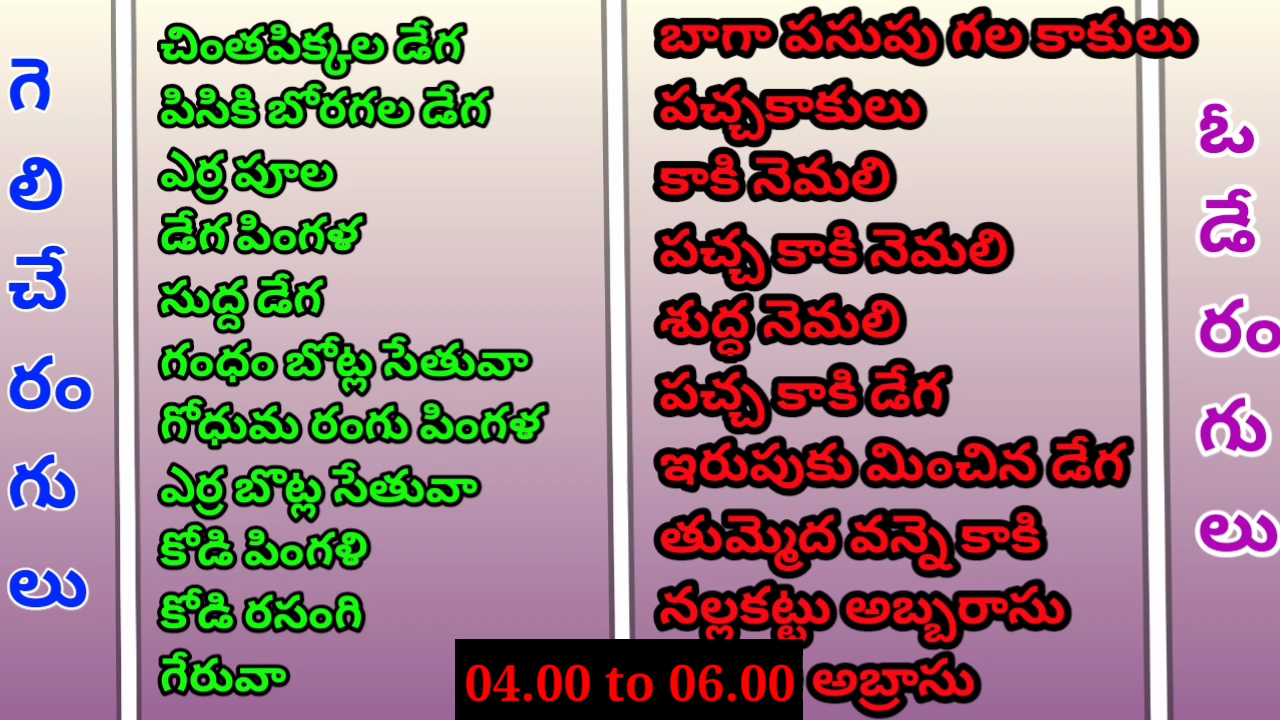 గెలిచే రంగులు
చింతపిక్కల డేగ
పిసికి బోరగల డేగ
ఎర్ర పూల
డేగ పింగళ
సుద్ద డేగ
గంధం బోట్ల సేతువా
గోధుమ రంగు పింగళ
ఎర్ర బొట్ల సేతువా
కోడి పింగళి
కోడి రసంగి
గేరువా
బాగా పసుపు గల కాకులు
పచ్చకాకులు
కాకి నెమలి
పచ్చ కాకి నెమలి
శుద్ధ నెమలి
పచ్చ కాకి డేగ
ఇరుపుకు మించిన డేగ
తుమ్మెద వన్నె కాకి
నల్లకట్టు అబ్బరాసు
అబ్రాసు
04.00 to 06.00
ఓడే రంగులు